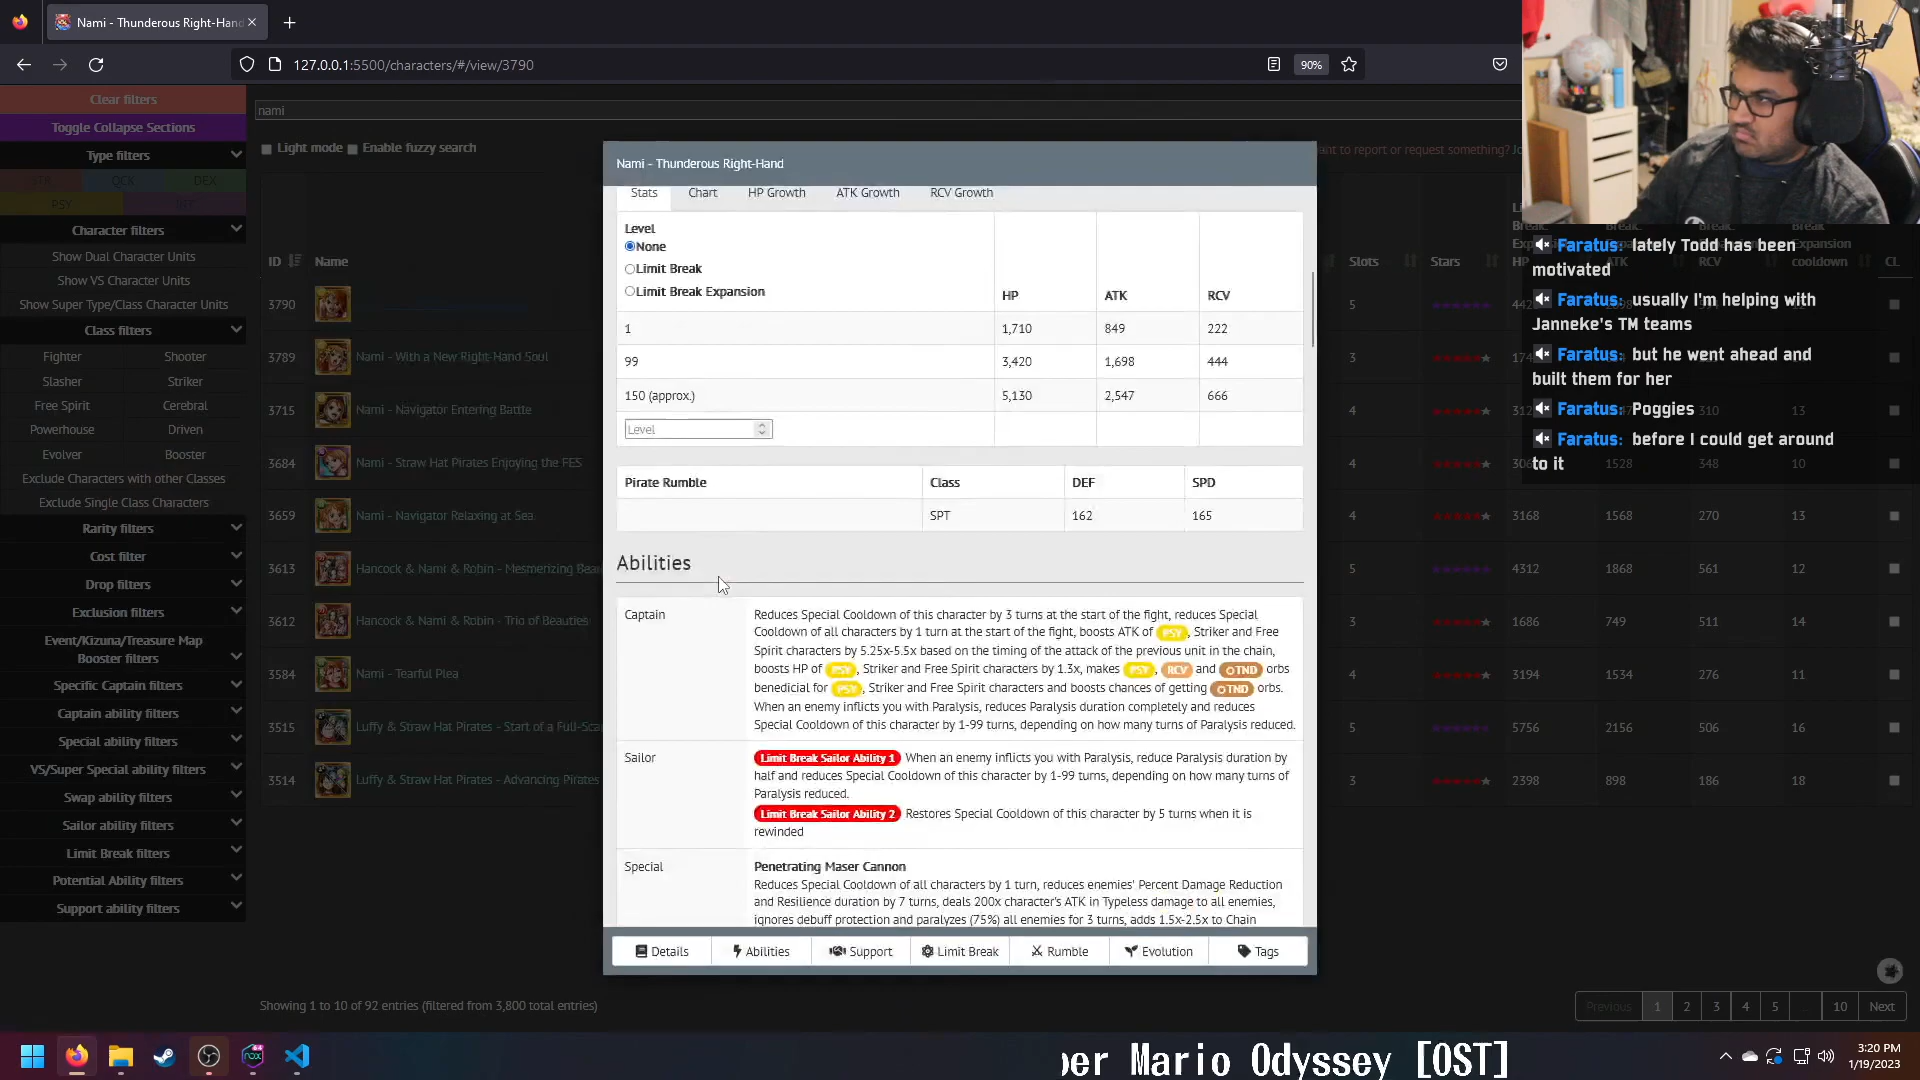 Nami - Thunderous Right-Hand
127.0.0.1:5500/characters/#/view/3790
90%
Clear filters
Toggle Collapse Sections
Type filters
STR
QCK
DEX
PSY
INT
Character filters
Show Dual Character Units
Show VS Character Units
Show Super Type/Class Character Units
Class filters
Fighter
Shooter
Slasher
Striker
Free Spirit
Cerebral
Powerhouse
Driven
Evolver
Booster
Exclude Characters with other Classes
Exclude Single Class Characters
Rarity filters
Cost filter
Drop filters
Exclusion filters
Event/Kizuna/Treasure Map
Booster filters
Specific Captain filters
Captain ability filters
Special ability filters
VS/Super Special ability filters
Swap ability filters
Sailor ability filters
Limit Break filters
Potential Ability filters
Support ability filters
nami
Light mode
Enable fuzzy search
ant to report or request something?
ID
Name
3790
3789
Nami - With a New Right-Hand Soul
3715
Nami - Navigator Entering Battle
3684
Nami - Straw Hat Pirates Enjoying the FES
3659
Nami - Navigator Relaxing at Sea
3613
Hancock & Nami & Robin - Mesmerizing Bea
3612
Hancock & Nami & Robin - Trio of Beauties
3584
Nami - Tearful Plea
3515
Luffy & Straw Hat Pirates - Start of a Full-Sca
3514
Luffy & Straw Hat Pirates - Advancing Pirates
Showing 1 to 10 of 92 entries (filtered from 3,800 total entries)
Nami - Thunderous Right-Hand
Stats
Chart
HP Growth
ATK Growth
RCV Growth
Level
None
Limit Break
Limit Break Expansion
HP
ATK
RCV
1
1,710
849
222
99
3,420
1,698
444
150 (approx.)
5,130
2,547
666
Level
Pirate Rumble
Class
DEF
SPD
SPT
162
165
Abilities
Captain
Reduces Special Cooldown of this character by 3 turns at the start of the fight, reduces Special
Cooldown of all characters by 1 turn at the start of the fight, boosts ATK of PSY, Striker and Free
Spirit characters by 5.25x-5.5x based on the timing of the attack of the previous unit in the chain,
boosts HP of PSY, Striker and Free Spirit characters by 1.3x, makes PSY, RCV and TND orbs
beneficial for PSY, Striker and Free Spirit characters and boosts chances of getting TND orbs.
When an enemy inflicts you with Paralysis, reduces Paralysis duration completely and reduces
Special Cooldown of this character by 1-99 turns, depending on how many turns of Paralysis reduced.
Sailor
Limit Break Sailor Ability 1 When an enemy inflicts you with Paralysis, reduce Paralysis duration by
half and reduces Special Cooldown of this character by 1-99 turns, depending on how many turns of
Paralysis reduced.
Limit Break Sailor Ability 2 Restores Special Cooldown of this character by 5 turns when it is
rewinded
Special
Penetrating Maser Cannon
Reduces Special Cooldown of all characters by 1 turn, reduces enemies' Percent Damage Reduction
and Resilience duration by 7 turns, deals 200x character's ATK in Typeless damage to all enemies,
ignores debuff protection and paralyzes (75%) all enemies for 3 turns, adds 1.5x-2.5x to Chain
Details
Abilities
Support
Limit Break
Rumble
Evolution
Tags
Slots
Stars
Expansion
ATK
RCV
Expansion
cooldown
CL
5
3
4
310
13
4
1528
348
10
4
3168
1568
270
13
5
4312
1868
561
12
3
1686
749
511
14
4
3194
1534
276
11
5
5756
2156
506
16
3
2398
898
186
18
Previous
1
2
3
4
5
...
10
Next
Faratus: lately Todd has been
motivated
Faratus: usually I'm helping with
Janneke's TM teams
Faratus: but he went ahead and
built them for her
Faratus: Poggies
Faratus: before I could get around
to it
per Mario Odyssey [OST]
3:20 PM
1/19/2023